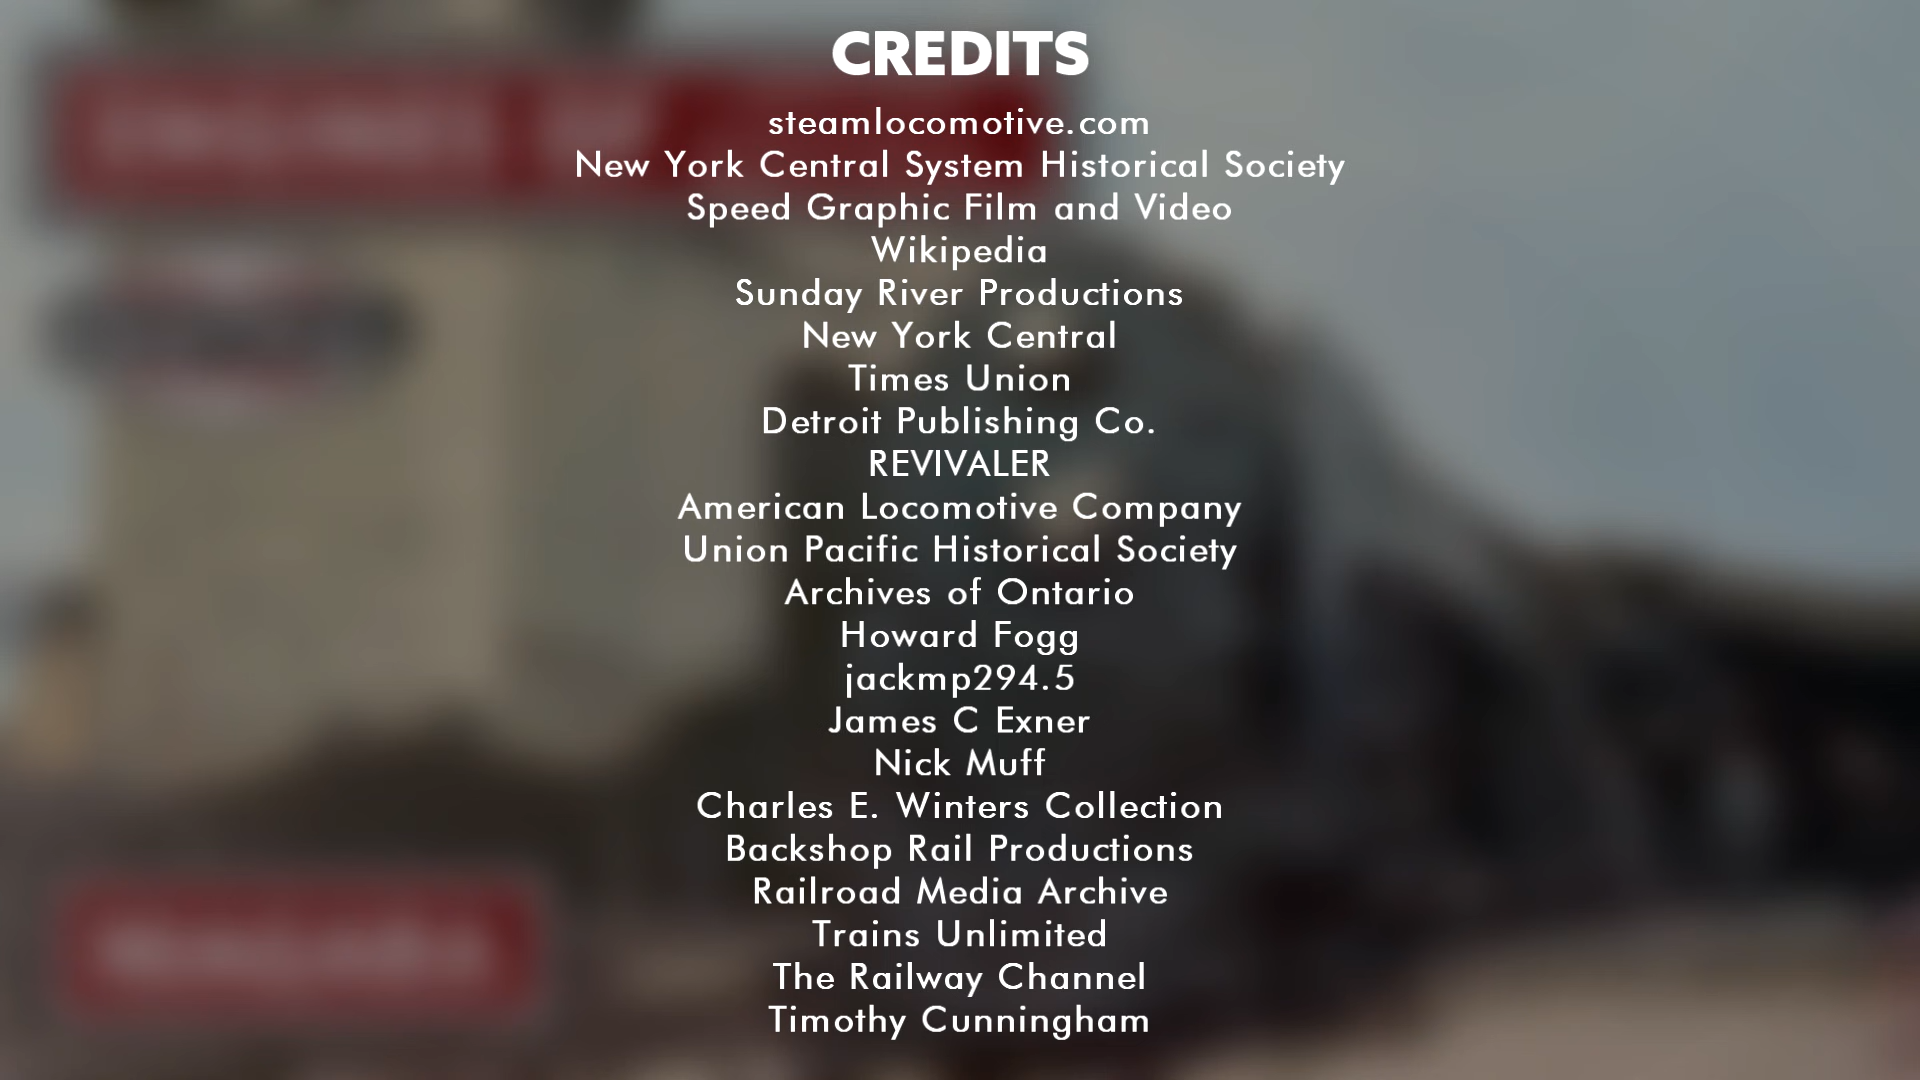 CREDITS
steamlocomotive.com
New York Central System Historical Society
Speed Graphic Film and Video
Wikipedia
Sunday River Productions
New York Central
Times Union
Detroit Publishing Co.
REVIVALER
American Locomotive Company
Union Pacific Historical Society
Archives of Ontario
Howard Fogg
jackmp294.5
James C Exner
Nick Muff
Charles E. Winters Collection
Backshop Rail Productions
Railroad Media Archive
Trains Unlimited
The Railway Channel
Timothy Cunningham